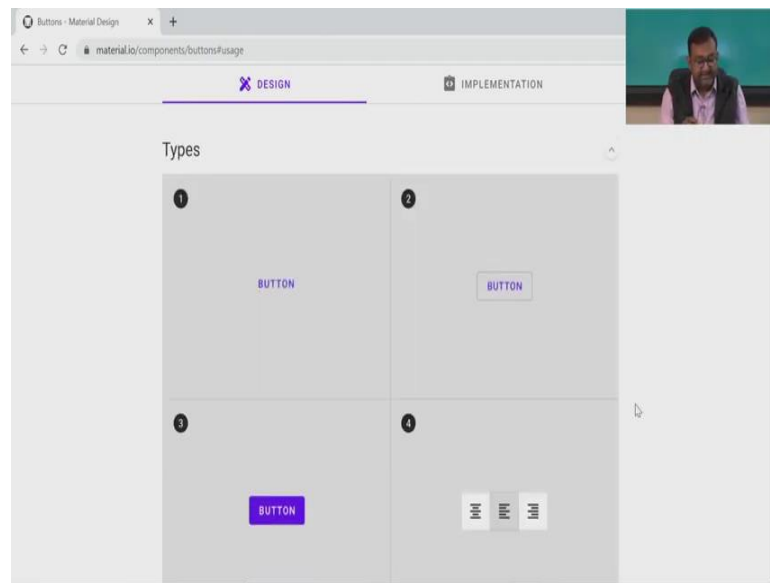 Buttons - Material Design
material.io/components/buttons#usage
DESIGN
IMPLEMENTATION
Types
1
2
BUTTON
BUTTON
3
4
BUTTON